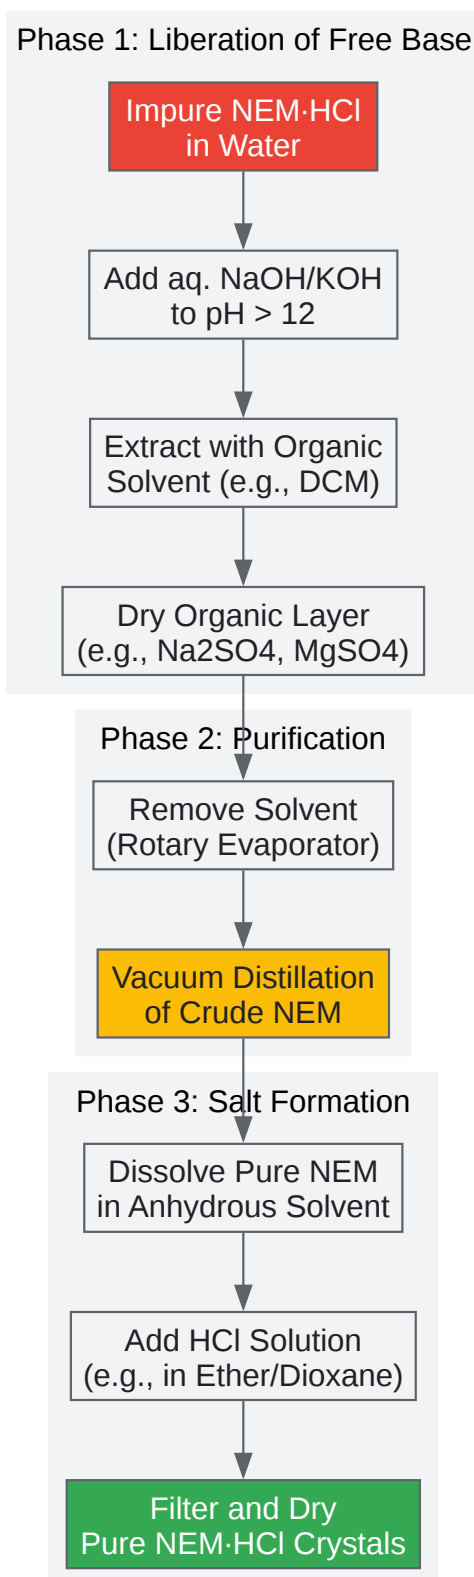 Phase 1: Liberation of Free Base
Impure NEM·HCl
in Water
Add aq. NaOH/KOH
to pH > 12
Extract with Organic
Solvent (e.g., DCM)
Dry Organic Layer
(e.g., Na2SO4, MgSO4)
Phase 2: Purification
Remove Solvent
(Rotary Evaporator)
Vacuum Distillation
of Crude NEM
Phase 3: Salt Formation
Dissolve Pure NEM
in Anhydrous Solvent
Add HCl Solution
(e.g., in Ether/Dioxane)
Filter and Dry
Pure NEM·HCl Crystals